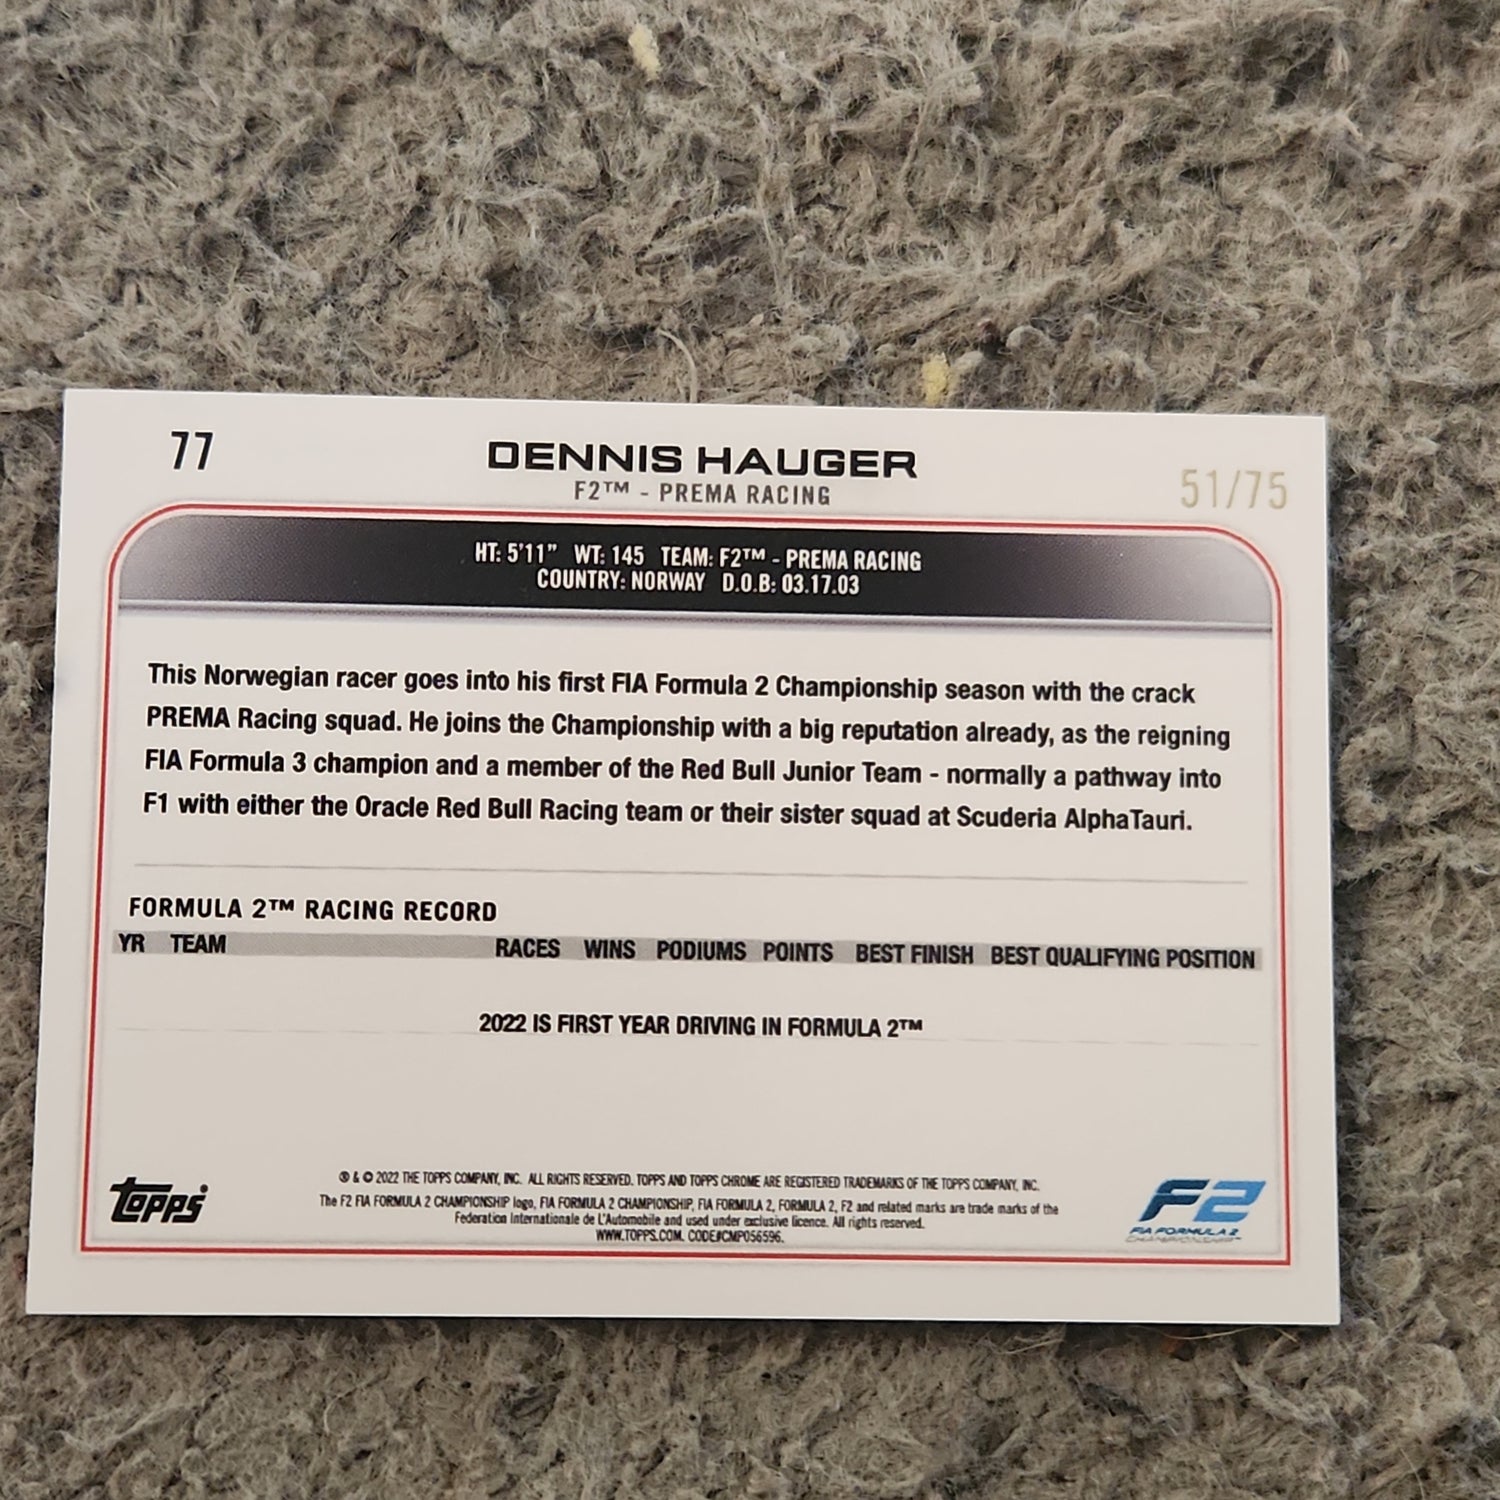 77
DENNIS HAUGER
F2™ - PREMA RACING
51/75
HT: 5'11" WT: 145 TEAM: F2™ - PREMA RACING
COUNTRY: NORWAY D.O.B: 03.17.03
This Norwegian racer goes into his first FIA Formula 2 Championship season with the crack
PREMA Racing squad. He joins the Championship with a big reputation already, as the reigning
FIA Formula 3 champion and a member of the Red Bull Junior Team - normally a pathway into
F1 with either the Oracle Red Bull Racing team or their sister squad at Scuderia AlphaTauri.
FORMULA 2™ RACING RECORD
YR TEAM RACES WINS PODIUMS POINTS BEST FINISH BEST QUALIFYING POSITION
2022 IS FIRST YEAR DRIVING IN FORMULA 2™
® & © 2022 THE TOPPS COMPANY, INC. ALL RIGHTS RESERVED. TOPPS AND TOPPS CHROME ARE REGISTERED TRADEMARKS OF THE TOPPS COMPANY, INC.
The F2 FIA FORMULA 2 CHAMPIONSHIP logo, FIA FORMULA 2 CHAMPIONSHIP, FIA FORMULA 2, FORMULA 2, F2 and related marks are trade marks of the
Federation Internationale de L'Automobile and used under exclusive licence. All rights reserved.
WWW.TOPPS.COM. CODE#CMP056596.
TOPPS
F2
FIA FORMULA 2
CHAMPIONSHIP™